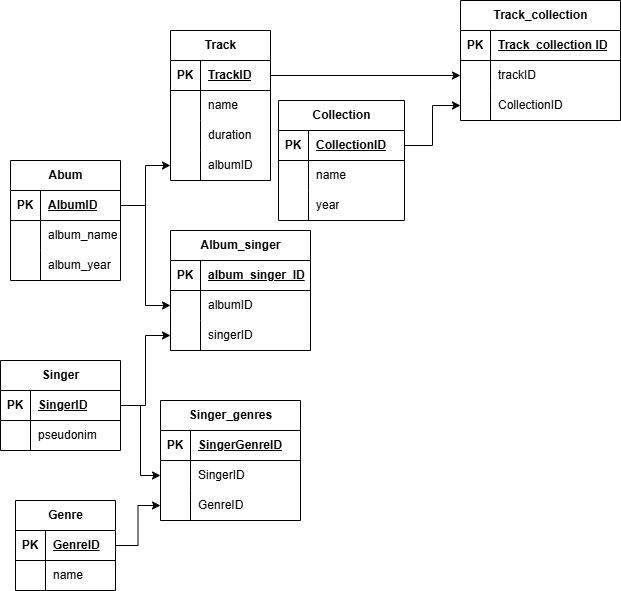 Track_collection
PK Track_collection ID
trackID
CollectionID
Track
PK TrackID
name
duration
albumID
Collection
PK CollectionID
name
year
Abum
PK AlbumID
album_name
album_year
Album_singer
PK album_singer_ID
albumID
singerID
Singer
PK SingerID
pseudonim
Singer_genres
PK SingerGenreID
SingerID
GenreID
Genre
PK GenreID
name